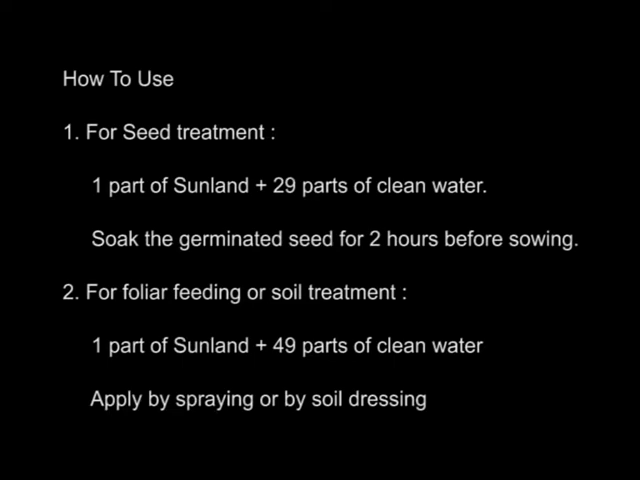 How To Use
1. For Seed treatment :
1 part of Sunland + 29 parts of clean water.
Soak the germinated seed for 2 hours before sowing.
2. For foliar feeding or soil treatment :
1 part of Sunland + 49 parts of clean water
Apply by spraying or by soil dressing